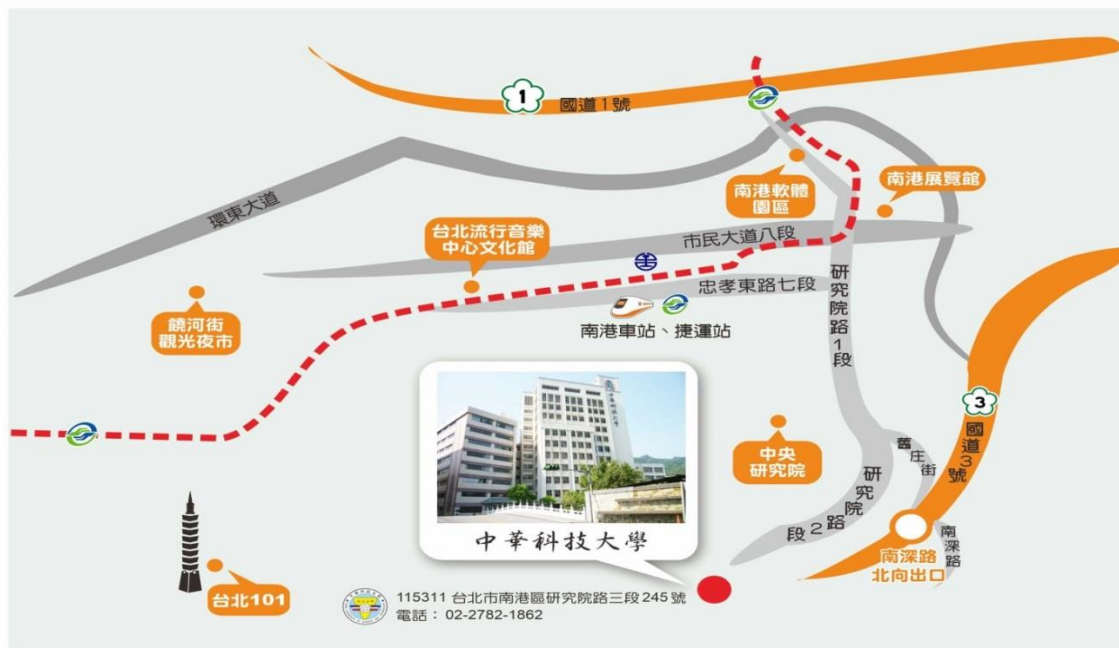 1
國道1號
環東大道
南港軟體
園區
南港展覽館
台北流行音樂
中心文化館
市民大道八段
忠孝東路七段
南港車站、捷運站
饒河街
觀光夜市
研究院路1段
3
國道3號
中央
研究院
舊庄街
研究院路2段
南深路
南深路
北向出口
中華科技大學
中華科技大學
台北101
115311 台北市南港區研究院路三段245號
電話： 02-2782-1862